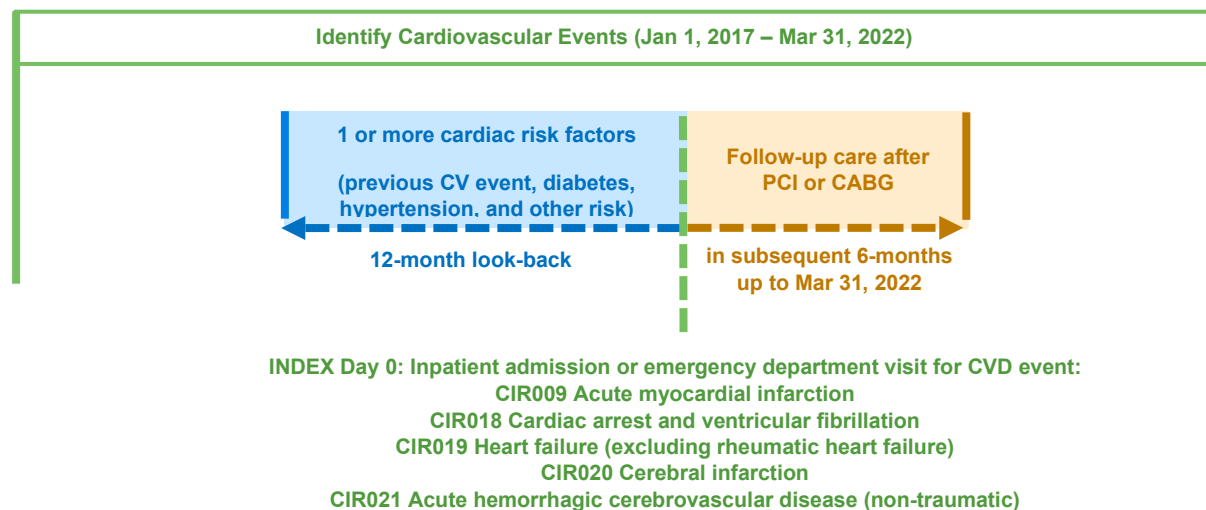 Identify Cardiovascular Events (Jan 1, 2017 – Mar 31, 2022)
1 or more cardiac risk factors
(previous CV event, diabetes,
hypertension, and other risk)
12-month look-back
Follow-up care after
PCI or CABG
in subsequent 6-months
up to Mar 31, 2022
INDEX Day 0: Inpatient admission or emergency department visit for CVD event:
CIR009 Acute myocardial infarction
CIR018 Cardiac arrest and ventricular fibrillation
CIR019 Heart failure (excluding rheumatic heart failure)
CIR020 Cerebral infarction
CIR021 Acute hemorrhagic cerebrovascular disease (non-traumatic)